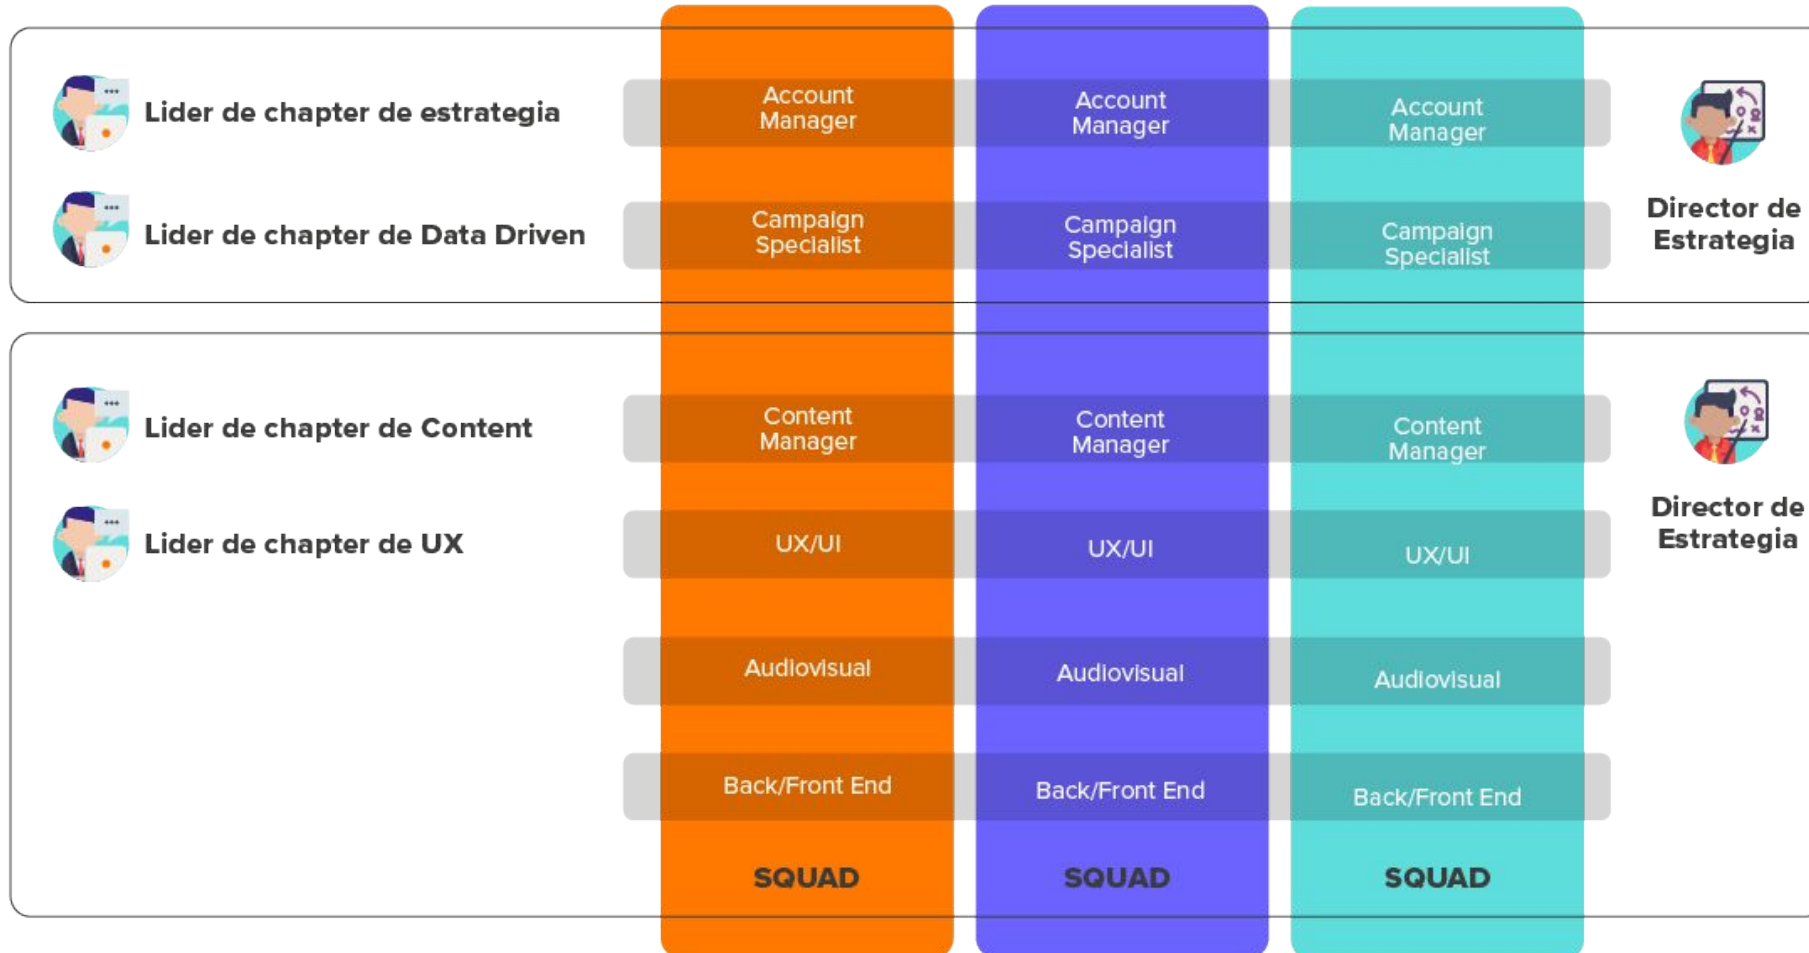 Lider de chapter de estrategia
Account
Manager
Account
Manager
Account
Manager
Lider de chapter de Data Driven
Campaign
Specialist
Campaign
Specialist
Campaign
Specialist
Director de
Estrategia
Lider de chapter de Content
Content
Manager
Content
Manager
Content
Manager
Director de
Estrategia
Lider de chapter de UX
UX/UI
UX/UI
UX/UI
Audiovisual
Audiovisual
Audiovisual
Back/Front End
Back/Front End
Back/Front End
SQUAD
SQUAD
SQUAD